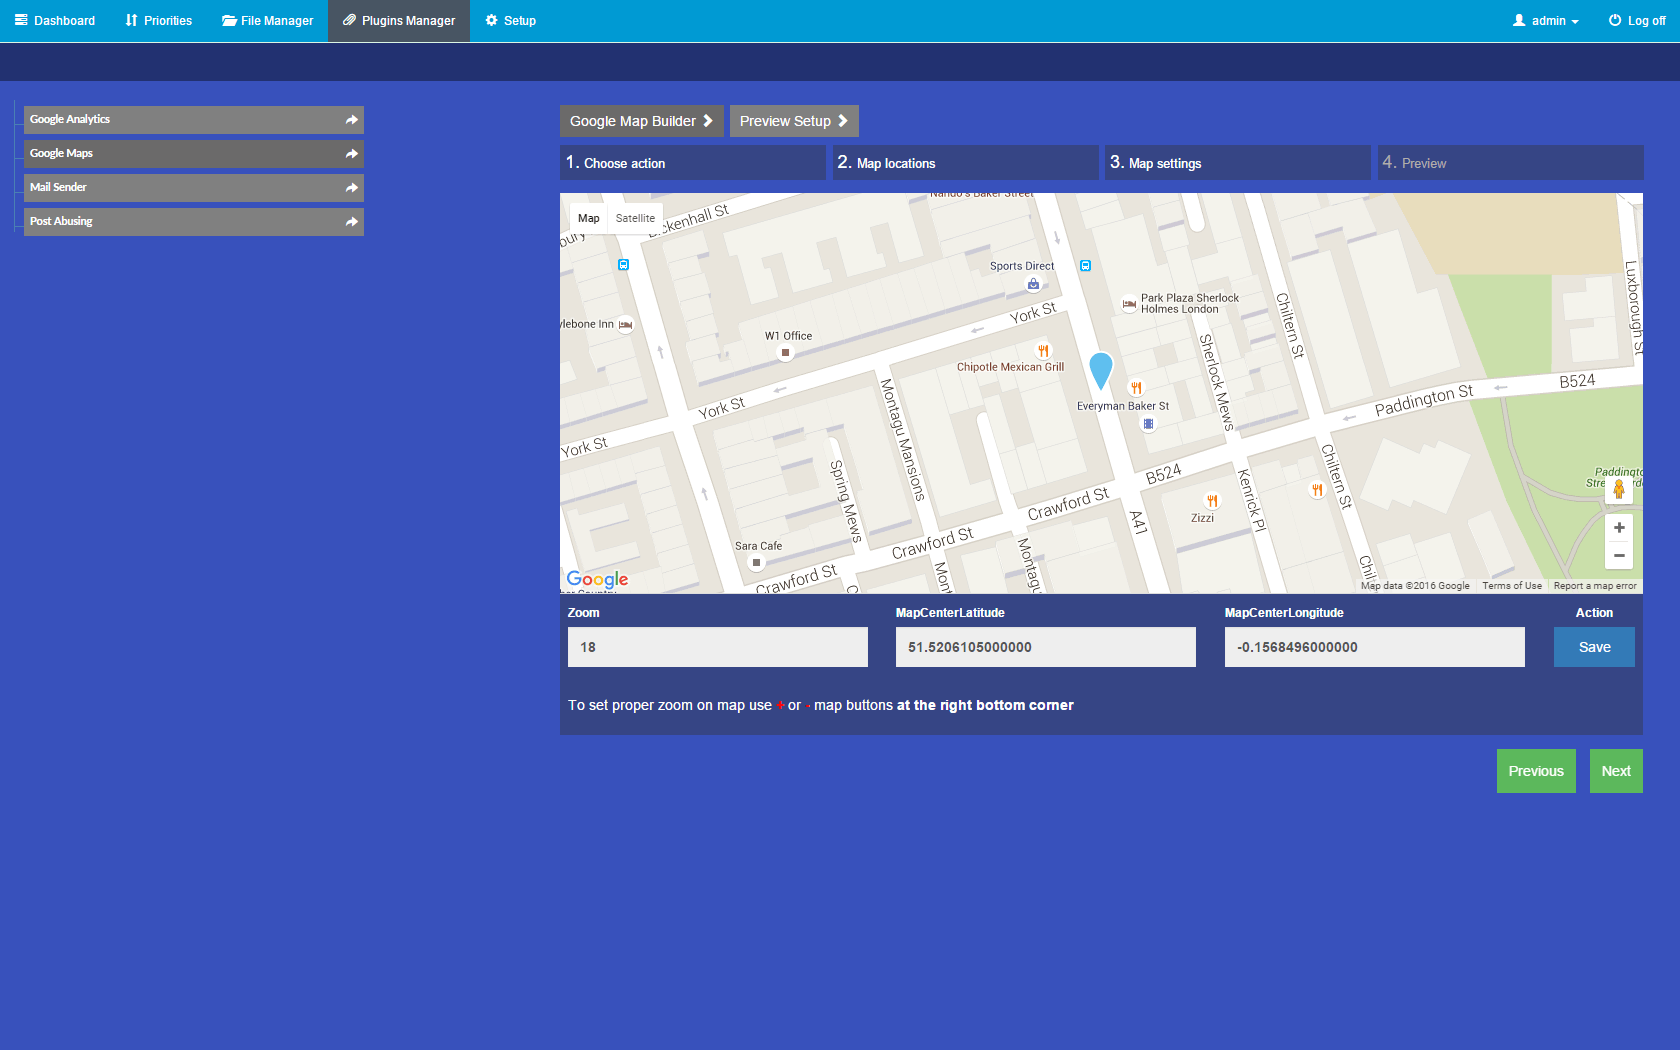 Dashboard
Priorities
File Manager
Plugins Manager
Setup
admin
Log off
Google Analytics
Google Maps
Mail Sender
Post Abusing
Google Map Builder
Preview Setup
1. Choose action
2. Map locations
3. Map settings
4. Preview
Nando's Baker Street
Map
Satellite
Bickenhall St
Sports Direct
Park Plaza Sherlock
Holmes London
York St
Chiltern St
Luxborough St
W1 Office
Chipotle Mexican Grill
Sherlock Mews
Everyman Baker St
York St
Montagu Mansions
Paddington St
B524
York St
Spring Mews
B524
Crawford St
Kenrick Pl
Chiltern St
A41
Zizzi
Crawford St
Sara Cafe
Crawford St
Google
Map data ©2016 Google
Terms of Use
Report a map error
Zoom
MapCenterLatitude
MapCenterLongitude
Action
18
51.5206105000000
-0.1568496000000
Save
To set proper zoom on map use + or - map buttons at the right bottom corner
Previous
Next